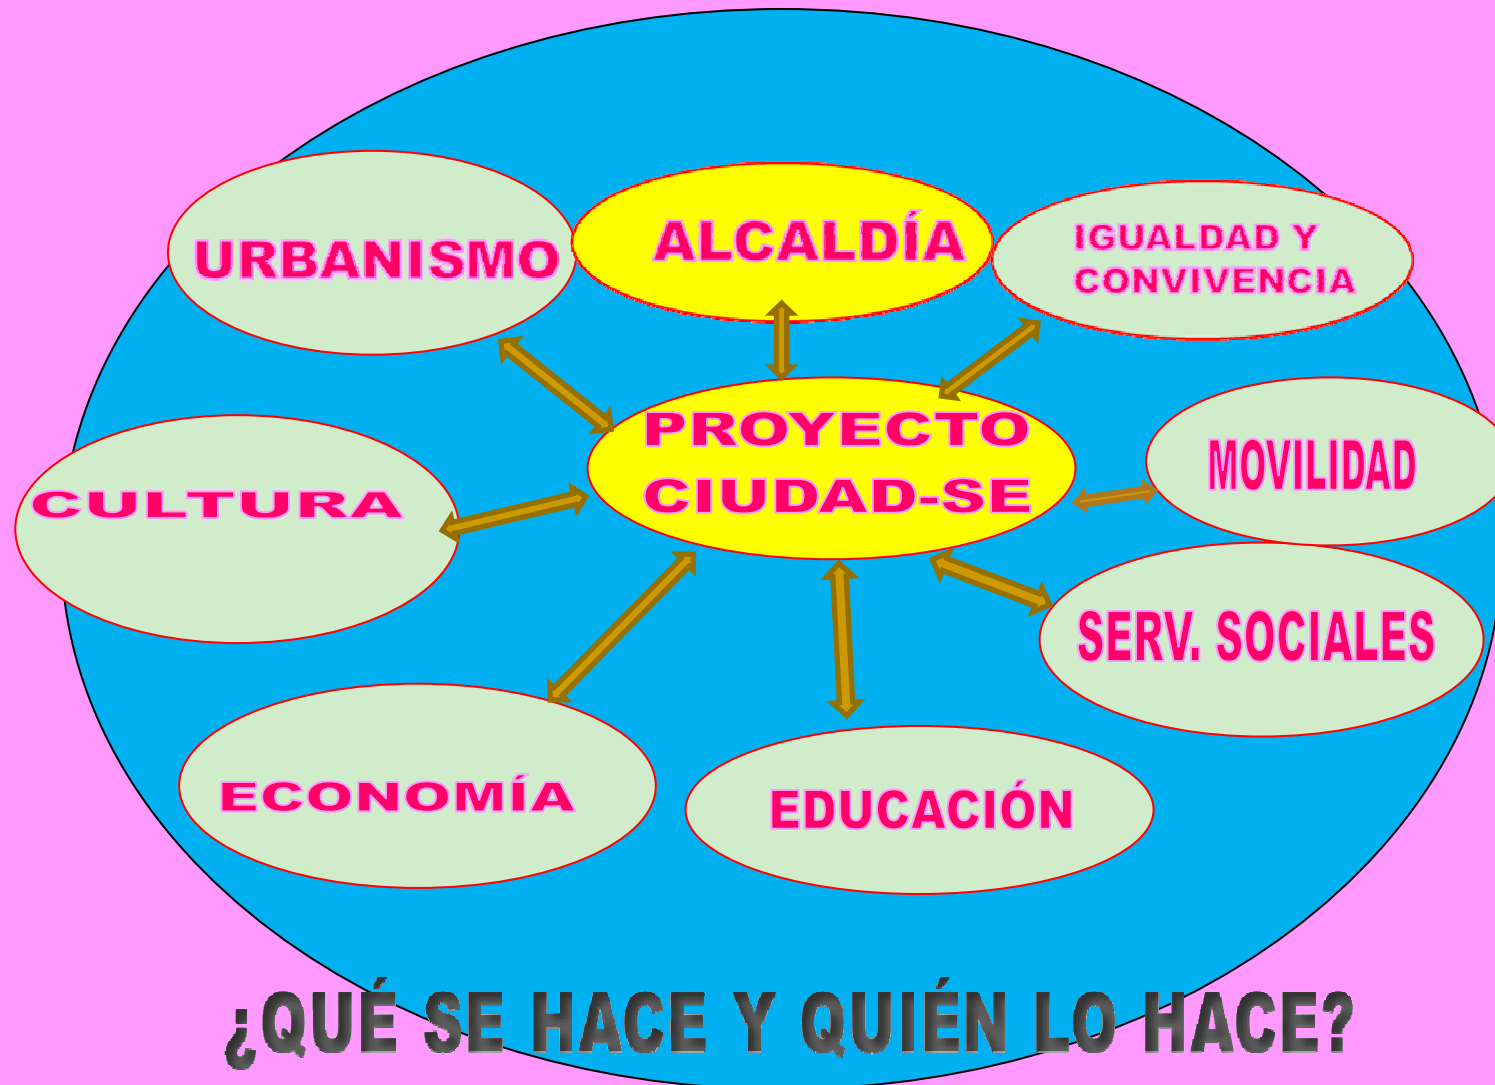 URBANISMO
ALCALDÍA
IGUALDAD Y
CONVIVENCIA
PROYECTO
CIUDAD-SE
MOVILIDAD
CULTURA
SERV. SOCIALES
ECONOMÍA
EDUCACIÓN
¿QUÉ SE HACE Y QUIÉN LO HACE?